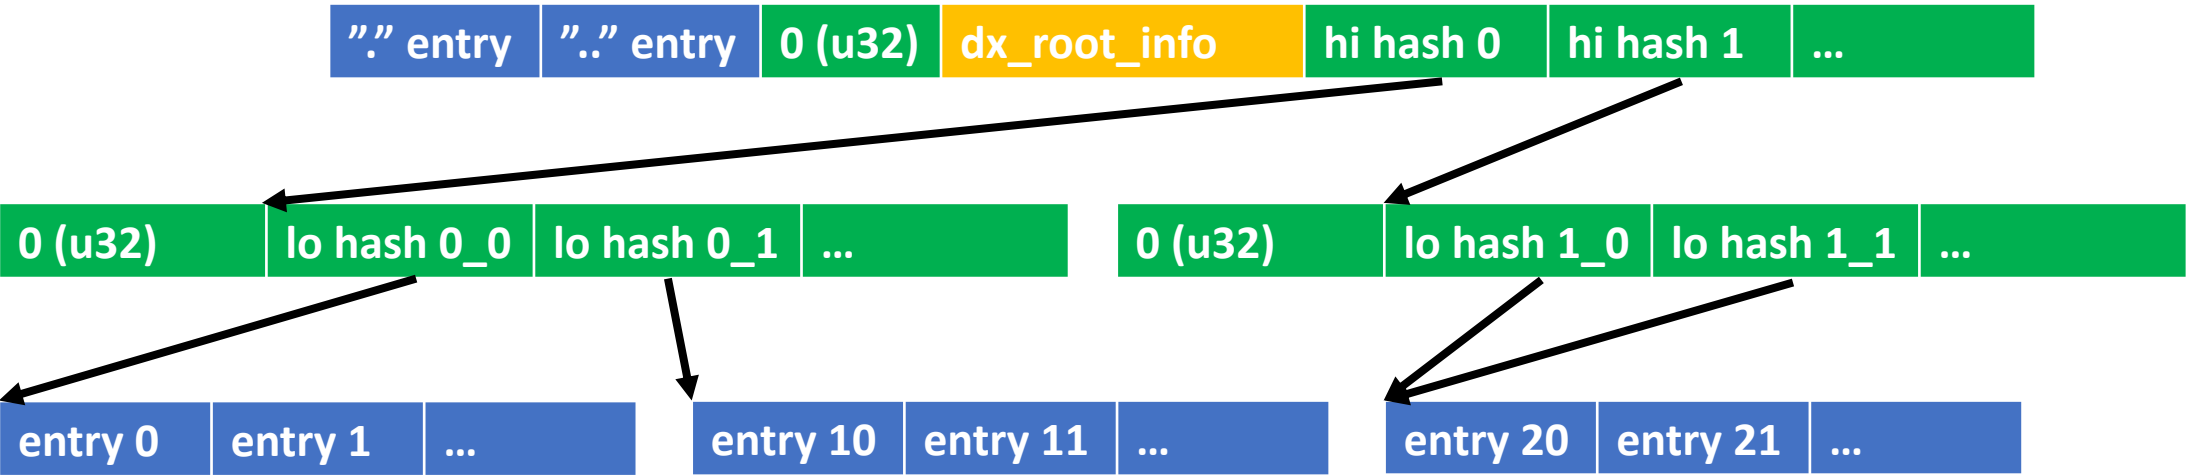 ”.” entry ”..” entry 0 (u32) dx_root_info hi hash 0 hi hash 1 …
0 (u32) lo hash 0_0 lo hash 0_1 … 0 (u32) lo hash 1_0 lo hash 1_1 …
entry 0 entry 1 … entry 10 entry 11 … entry 20 entry 21 …